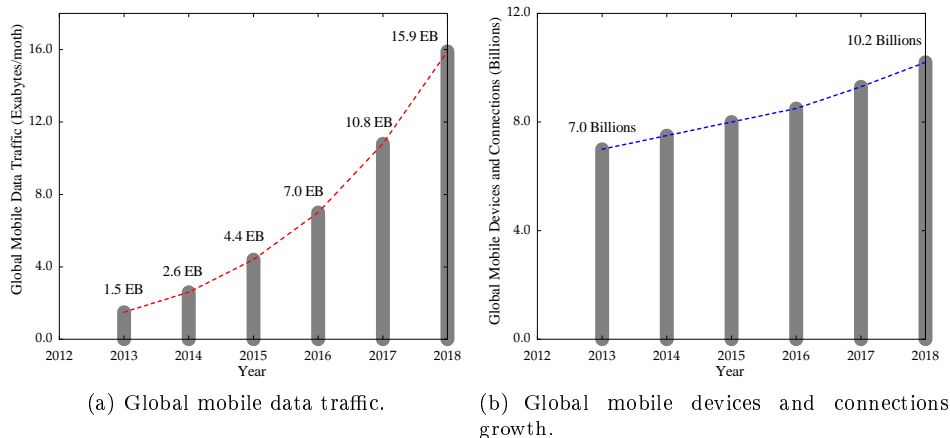 Global Mobile Data Traffic (Exabytes/moth)
16.0
12.0
8.0
4.0
0.0
15.9 EB
10.8 EB
7.0 EB
4.4 EB
2.6 EB
1.5 EB
2012 2013 2014 2015 2016 2017 2018
Year
(a) Global mobile data traffic.
Global Mobile Devices and Connections (Billions)
12.0
8.0
4.0
0.0
10.2 Billions
7.0 Billions
2012 2013 2014 2015 2016 2017 2018
Year
(b) Global mobile devices and connections
growth.